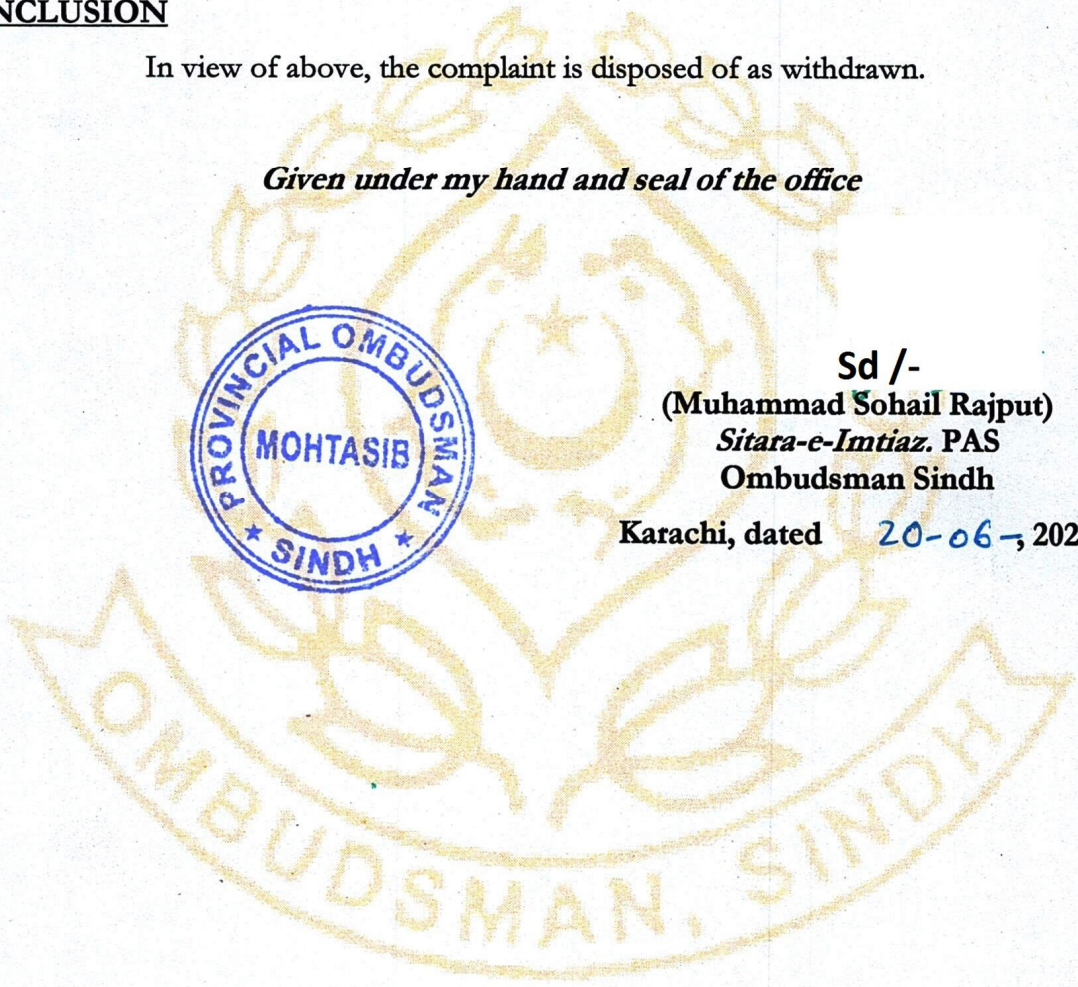 NCLUSION
In view of above, the complaint is disposed of as withdrawn.
Given under my hand and seal of the office
PROVINCIAL OMBUDSMAN
MOHTASIB
★ SINDH ★
Sd /-
(Muhammad Sohail Rajput)
Sitara-e-Imtiaz. PAS
Ombudsman Sindh
Karachi, dated 20-06-, 202
OMBUDSMAN, SINDH